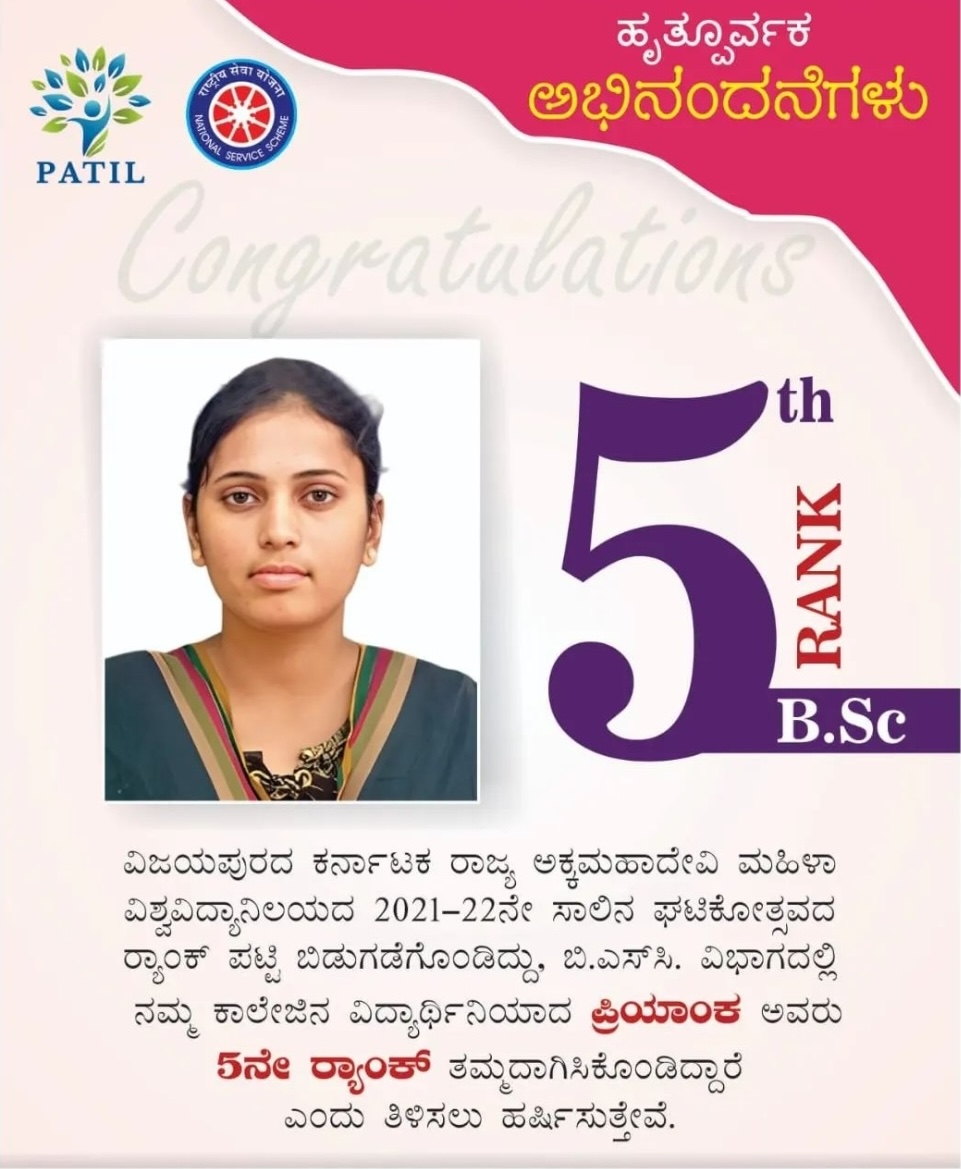 ಹೃತ್ಪೂರ್ವಕ
ಅಭಿನಂದನೆಗಳು
PATIL
राष्ट्रीय सेवा योजना
NATIONAL SERVICE SCHEME
Congratulations
5th
RANK
B.Sc
ವಿಜಯಪುರದ ಕರ್ನಾಟಕ ರಾಜ್ಯ ಅಕ್ಕಮಹಾದೇವಿ ಮಹಿಳಾ
ವಿಶ್ವವಿದ್ಯಾನಿಲಯದ 2021–22ನೇ ಸಾಲಿನ ಘಟಿಕೋತ್ಸವದ
ರ‍್ಯಾಂಕ್ ಪಟ್ಟಿ ಬಿಡುಗಡೆಗೊಂಡಿದ್ದು, ಬಿ.ಎಸ್‌ಸಿ. ವಿಭಾಗದಲ್ಲಿ
ನಮ್ಮ ಕಾಲೇಜಿನ ವಿದ್ಯಾರ್ಥಿನಿಯಾದ ಪ್ರಿಯಾಂಕ ಅವರು
5ನೇ ರ‍್ಯಾಂಕ್ ತಮ್ಮದಾಗಿಸಿಕೊಂಡಿದ್ದಾರೆ
ಎಂದು ತಿಳಿಸಲು ಹರ್ಷಿಸುತ್ತೇವೆ.